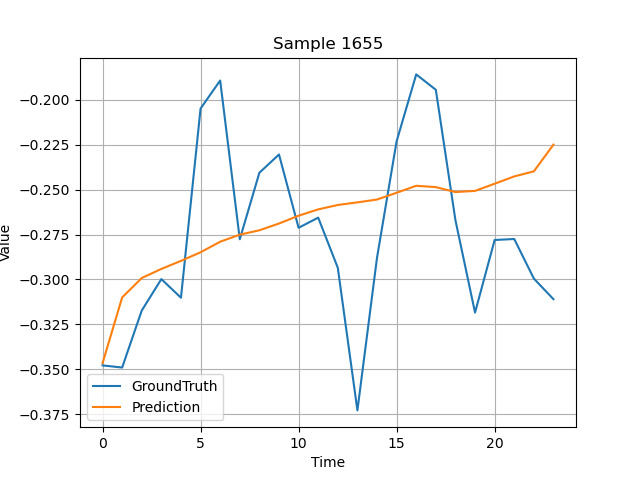 Sample 1655
−0.200
−0.225
−0.250
−0.275
−0.300
−0.325
−0.350
−0.375
Value
GroundTruth
Prediction
0 5 10 15 20
Time